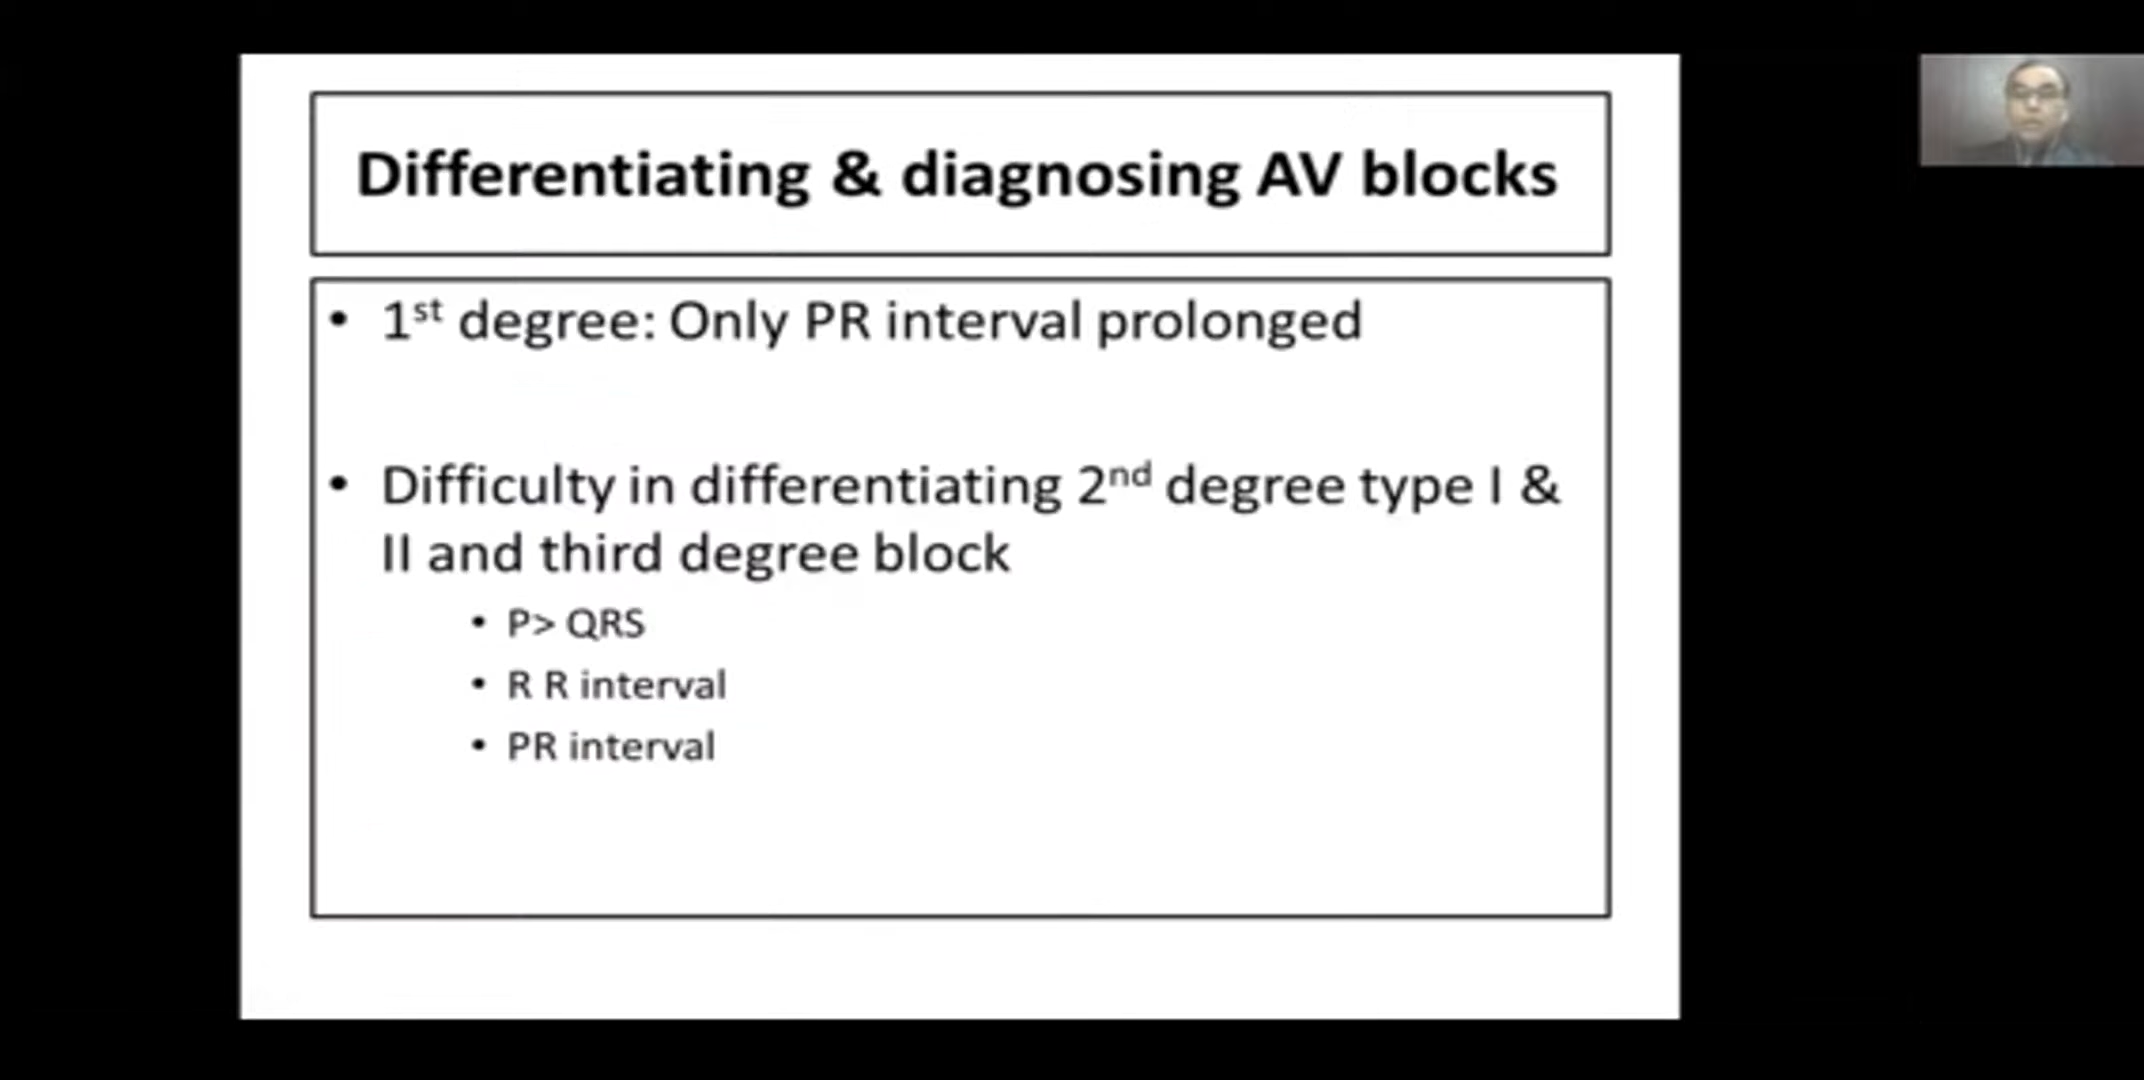 Differentiating & diagnosing AV blocks
• 1st degree: Only PR interval prolonged
• Difficulty in differentiating 2nd degree type I &
II and third degree block
• P> QRS
• R R interval
• PR interval